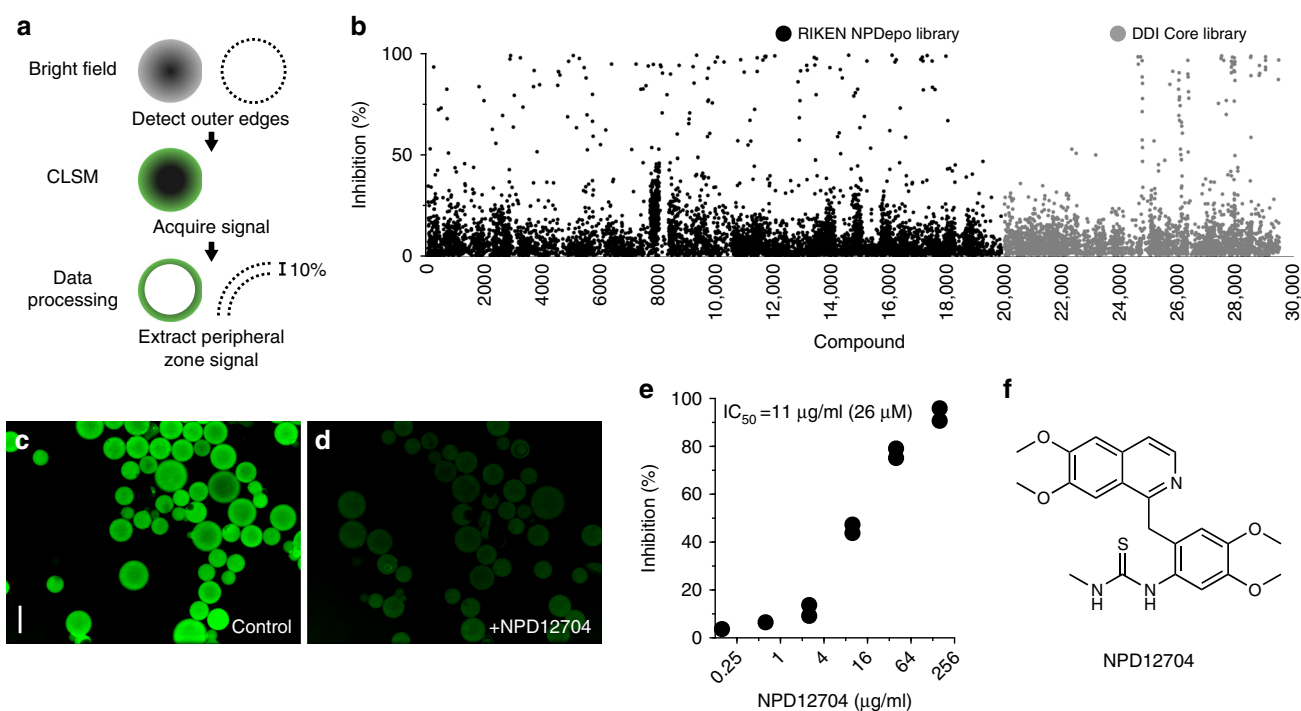 a
Bright field
Detect outer edges
CLSM
Acquire signal
Data
processing
10%
Extract peripheral
zone signal
b
RIKEN NPDepo library
DDI Core library
Inhibition (%)
100
50
0
0
2000
4000
6000
8000
10,000
12,000
14,000
16,000
18,000
20,000
22,000
24,000
26,000
28,000
30,000
Compound
c
Control
d
+NPD12704
e
IC50 =11 μg/ml (26 μM)
Inhibition (%)
100
80
60
40
20
0
0.25
1
4
16
64
256
NPD12704 (μg/ml)
f
O
O
N
O
O
S
N
H
N
H
NPD12704